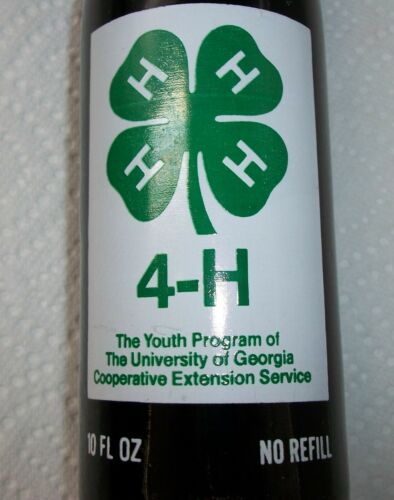 H H
H H
4-H
The Youth Program of
The University of Georgia
Cooperative Extension Service
10 FL OZ NO REFILL